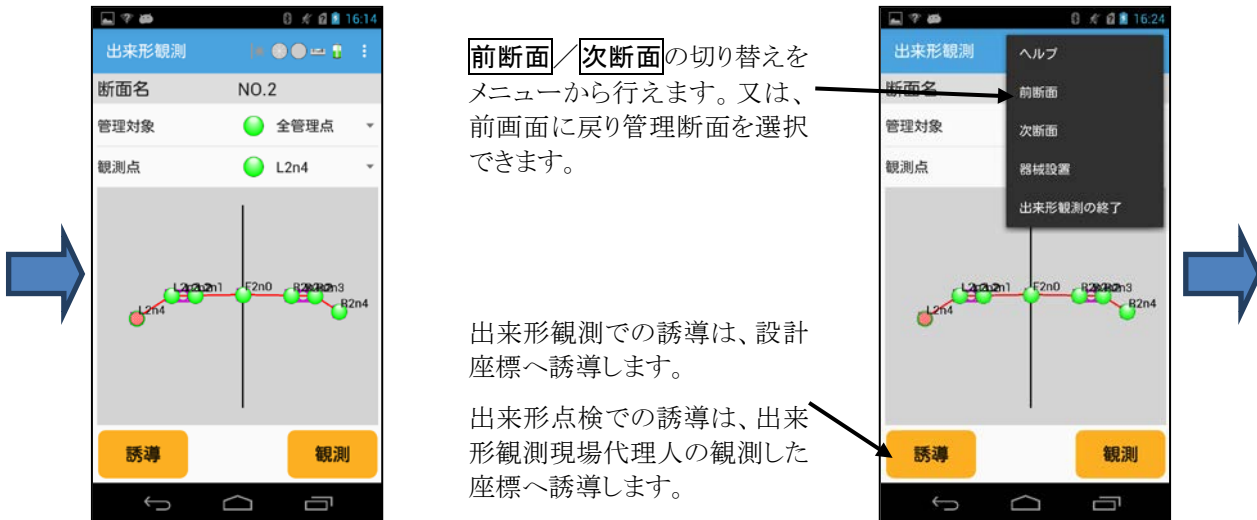 16:14
出来形観測
断面名 NO.2
管理対象 全管理点
観測点 L2n4
F2n0
R2n4
L2n4
誘導 観測
前断面／次断面の切り替えを
メニューから行えます。又は、
前画面に戻り管理断面を選択
できます。
出来形観測での誘導は、設計
座標へ誘導します。
出来形点検での誘導は、出来
形観測現場代理人の観測した
座標へ誘導します。
16:24
出来形観測
断面名
管理対象
観測点
ヘルプ
前断面
次断面
器械設置
出来形観測の終了
F2n0
R2n4
L2n4
誘導 観測